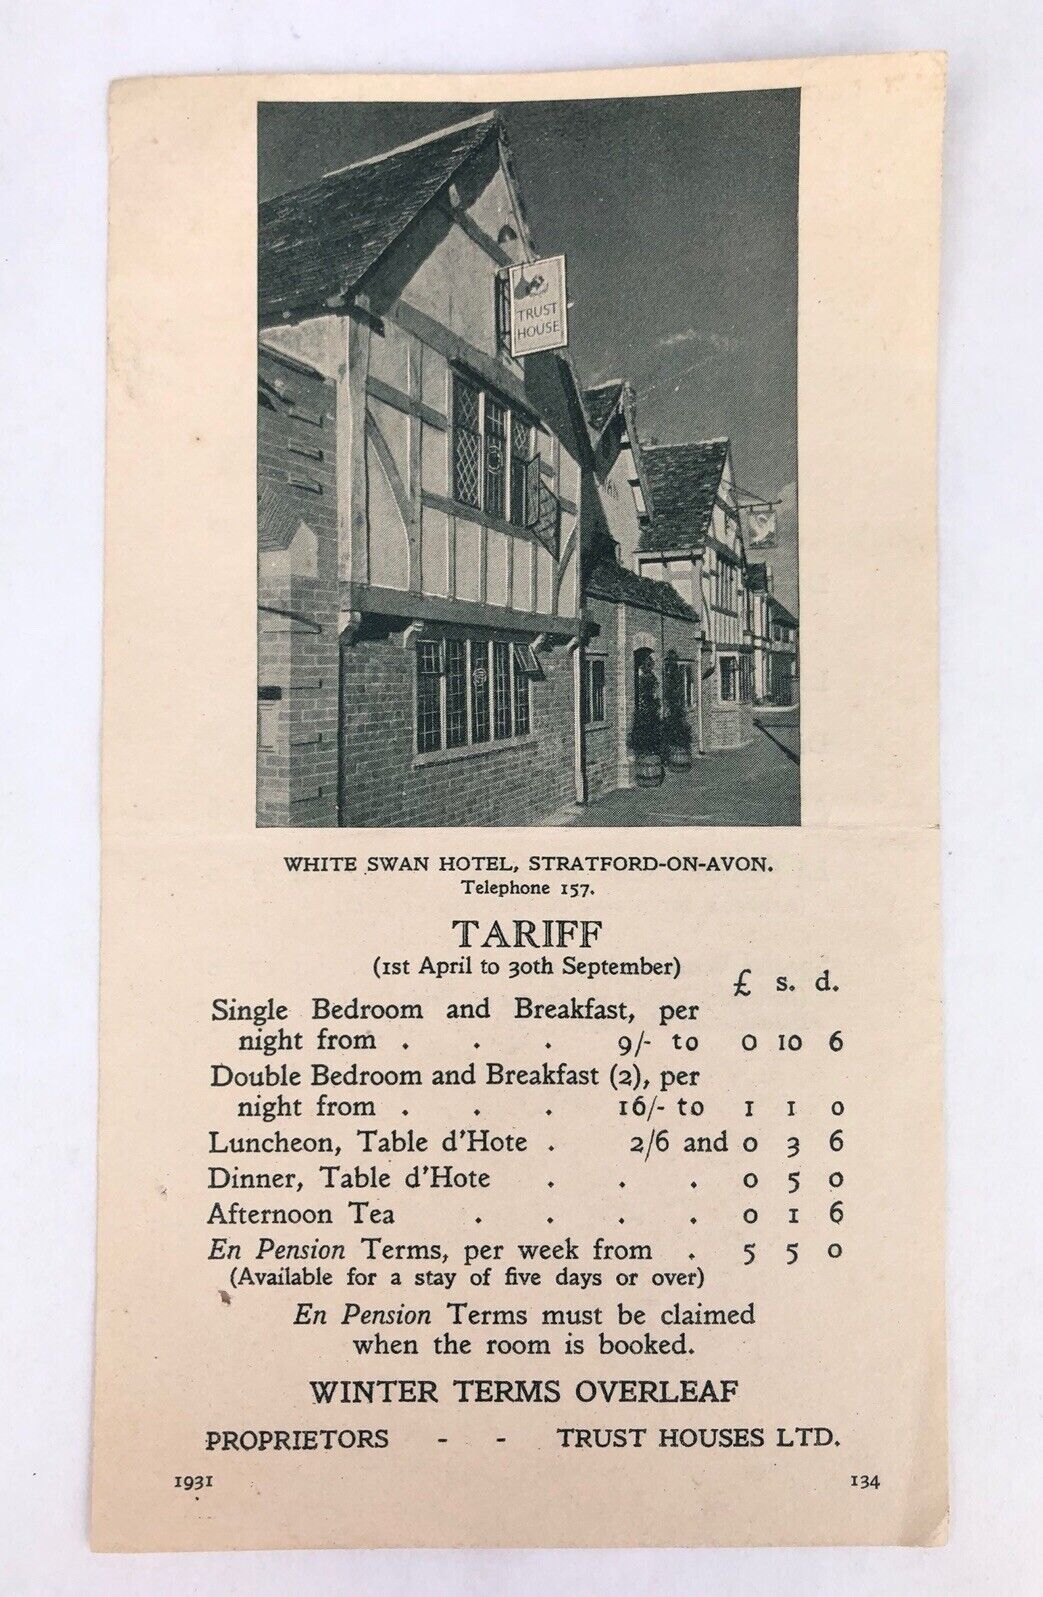 TRUST
HOUSE
WHITE SWAN HOTEL, STRATFORD-ON-AVON.
Telephone 157.
TARIFF
(1st April to 30th September)
£ s. d.
Single Bedroom and Breakfast, per
night from . . . 9/- to 0 10 6
Double Bedroom and Breakfast (2), per
night from . . . 16/- to 1 1 0
Luncheon, Table d'Hote . 2/6 and 0 3 6
Dinner, Table d'Hote . . . 0 5 0
Afternoon Tea . . . . 0 1 6
En Pension Terms, per week from . 5 5 0
(Available for a stay of five days or over)
En Pension Terms must be claimed
when the room is booked.
WINTER TERMS OVERLEAF
PROPRIETORS - - TRUST HOUSES LTD.
1931 134